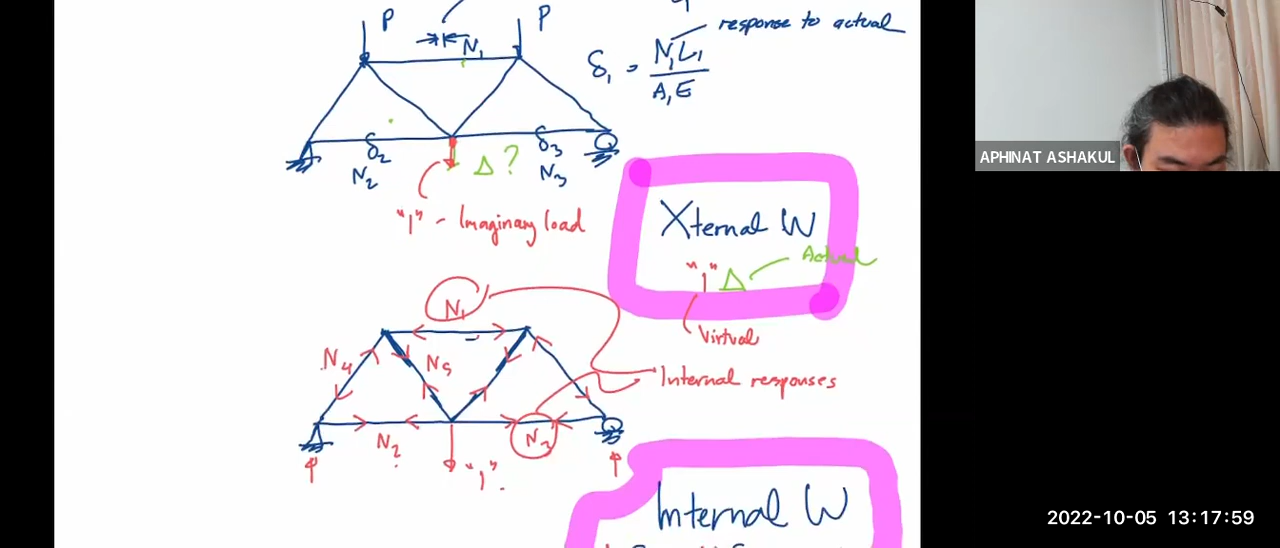 P
P
response to actual
N₁
δ₁ = N₁L₁
A₁E
δ₂
δ₃
N₂
Δ ?
N₃
"1" - Imaginary load
APHINAT ASHAKUL
Xternal W
"1" Δ
Actual
Virtual
N₁
N₄
N₅
Internal responses
N₂
N₃
"1"
Internal W
2022-10-05 13:17:59